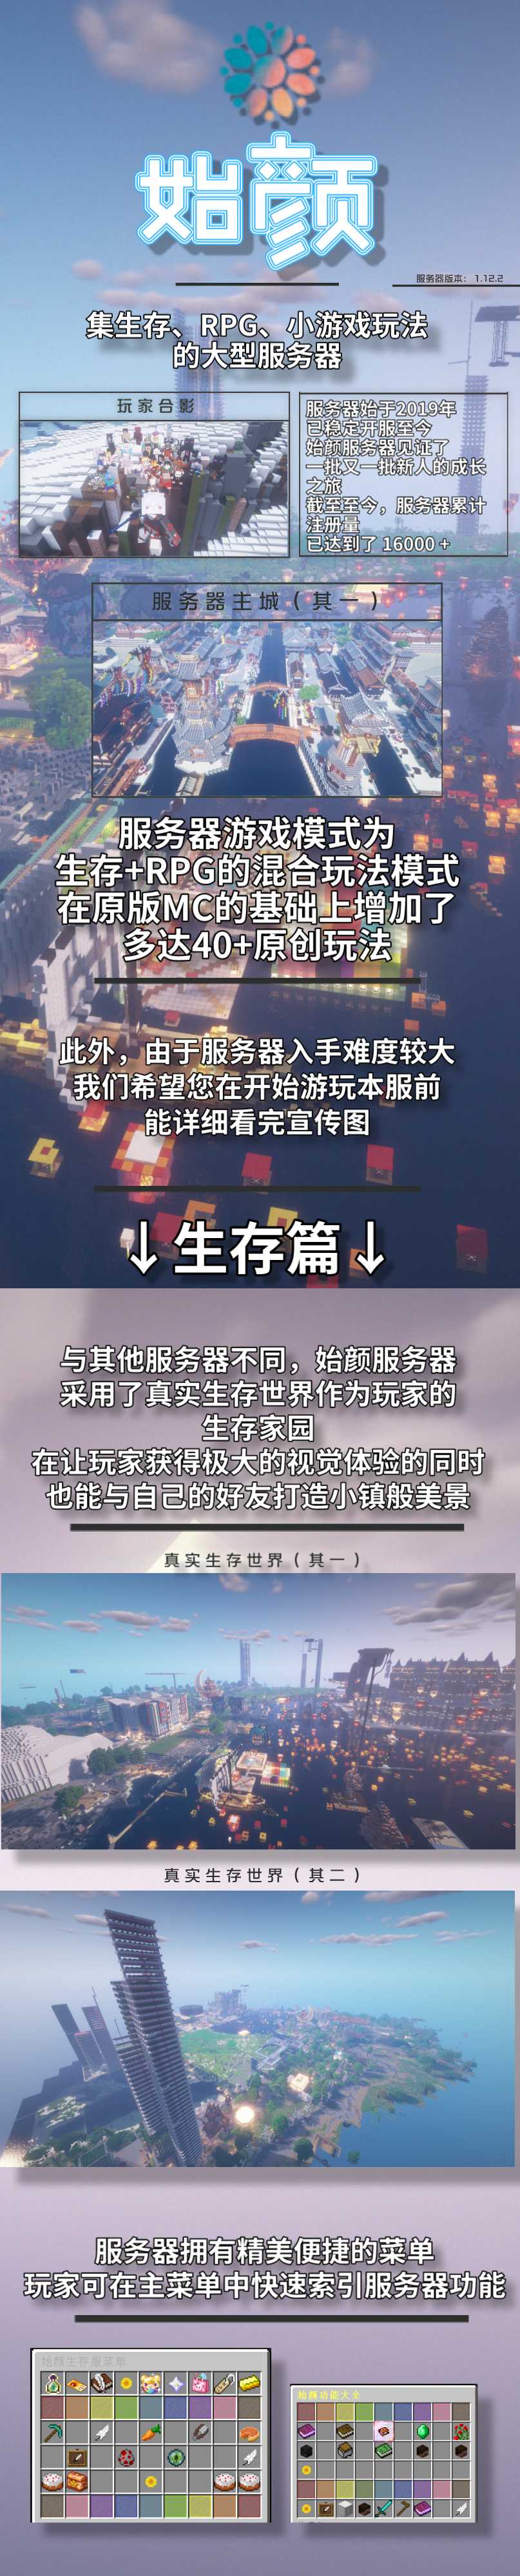 始颜
服务器版本： 1.12.2
集生存、RPG、小游戏玩法
的大型服务器
玩家合影
服务器始于2019年
已稳定开服至今
始颜服务器见证了
一批又一批新人的成长
之旅
截至至今，服务器累计
注册量
已达到了 16000 +
服务器主城（其一）
服务器游戏模式为
生存+RPG的混合玩法模式
在原版MC的基础上增加了
多达40+原创玩法
此外，由于服务器入手难度较大
我们希望您在开始游玩本服前
能详细看完宣传图
↓生存篇↓
与其他服务器不同，始颜服务器
采用了真实生存世界作为玩家的
生存家园
在让玩家获得极大的视觉体验的同时
也能与自己的好友打造小镇般美景
真实生存世界（其一）
真实生存世界（其二）
服务器拥有精美便捷的菜单
玩家可在主菜单中快速索引服务器功能
始颜生存服菜单
始颜功能大全